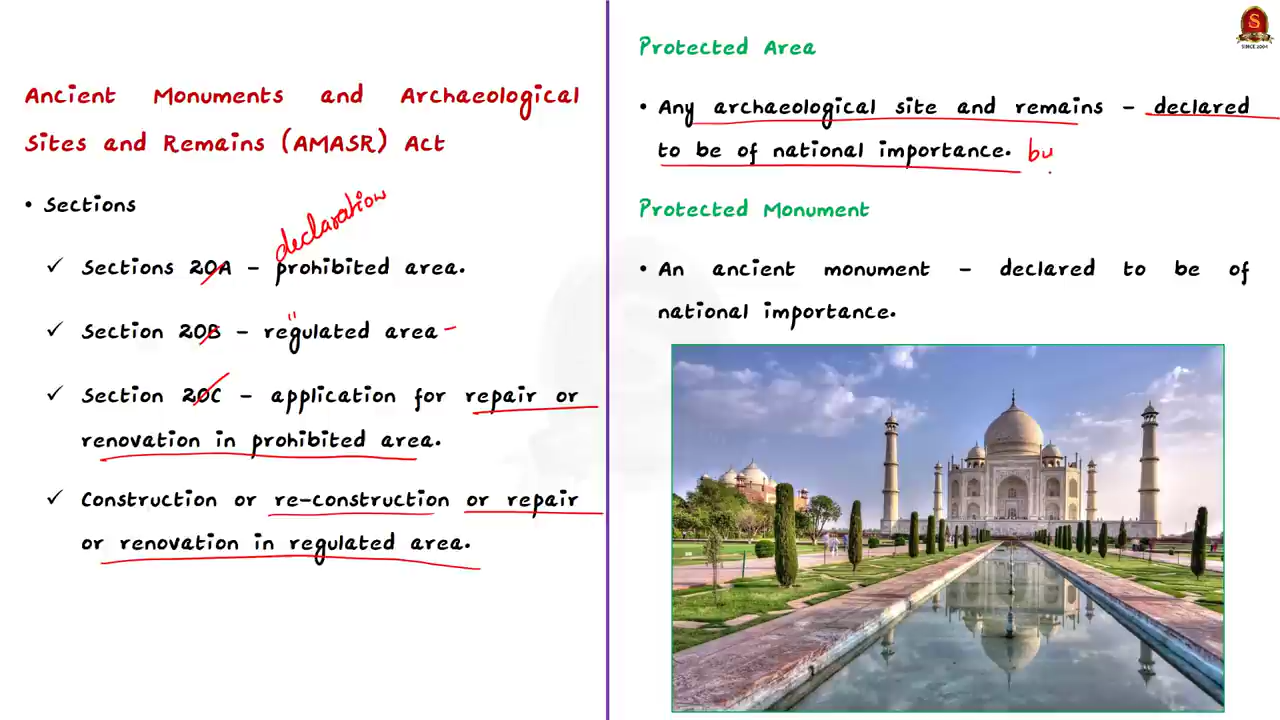 Ancient Monuments and Archaeological
Sites and Remains (AMASR) Act
• Sections
declaration
✓ Sections 20A – prohibited area.
✓ Section 20B – regulated area –
✓ Section 20C – application for repair or
renovation in prohibited area.
✓ Construction or re-construction or repair
or renovation in regulated area.
Protected Area
• Any archaeological site and remains – declared
to be of national importance. bu
Protected Monument
• An ancient monument – declared to be of
national importance.
S
SINCE 2004